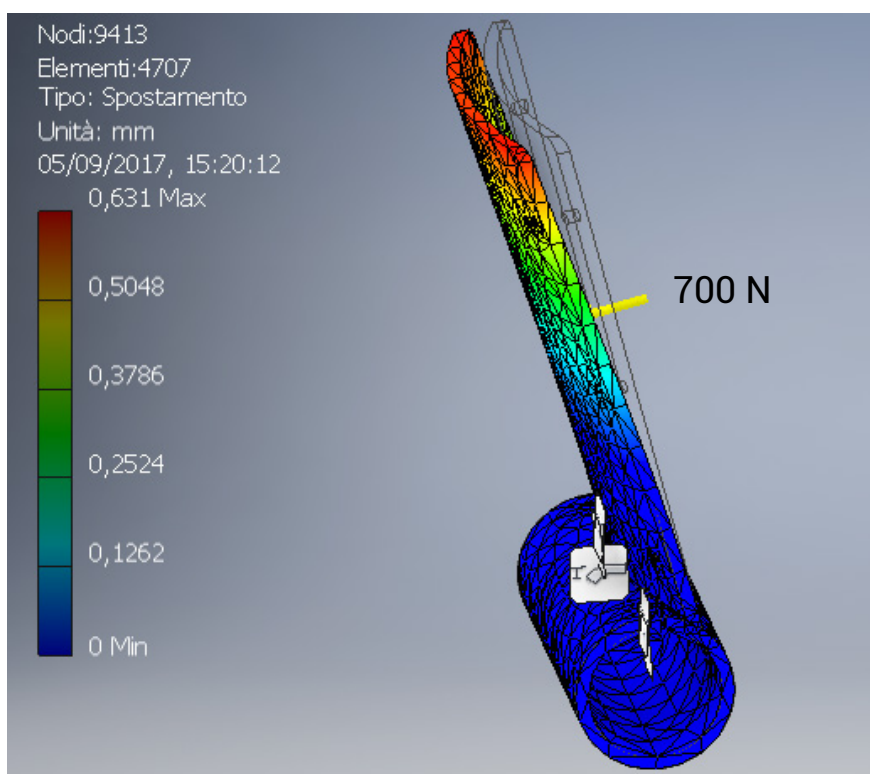 Nodi:9413
Elementi:4707
Tipo: Spostamento
Unità: mm
05/09/2017, 15:20:12
0,631 Max
0,5048
0,3786
0,2524
0,1262
0 Min
700 N